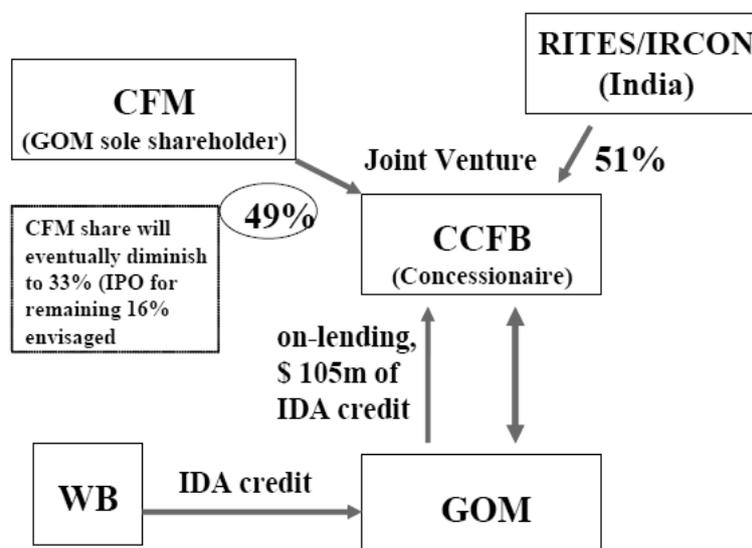 RITES/IRCON
(India)
CFM
(GOM sole shareholder)
Joint Venture
51%
49%
CFM share will
eventually diminish
to 33% (IPO for
remaining 16%
envisaged
CCFB
(Concessionaire)
on-lending,
$ 105m of
IDA credit
WB
IDA credit
GOM